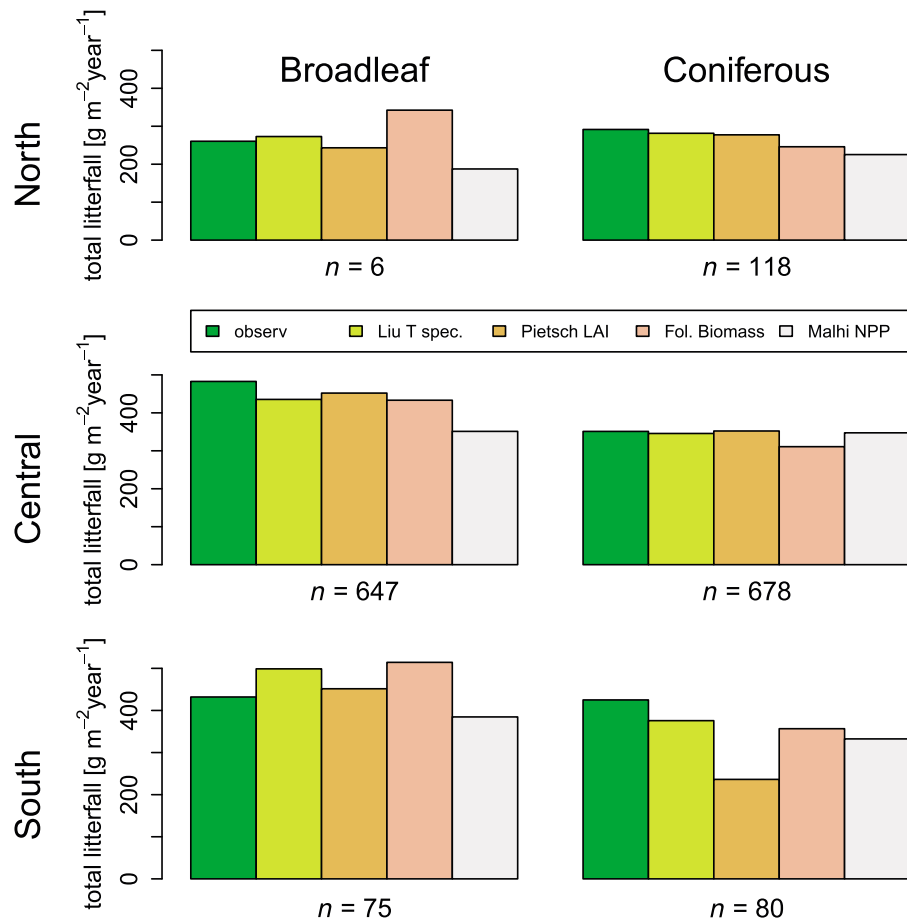 Broadleaf Coniferous
North
total litterfall [g m⁻²year⁻¹]
0 200 400
n = 6 n = 118
observ Liu T spec. Pietsch LAI Fol. Biomass Malhi NPP
Central
total litterfall [g m⁻²year⁻¹]
0 200 400
n = 647 n = 678
South
total litterfall [g m⁻²year⁻¹]
0 200 400
n = 75 n = 80